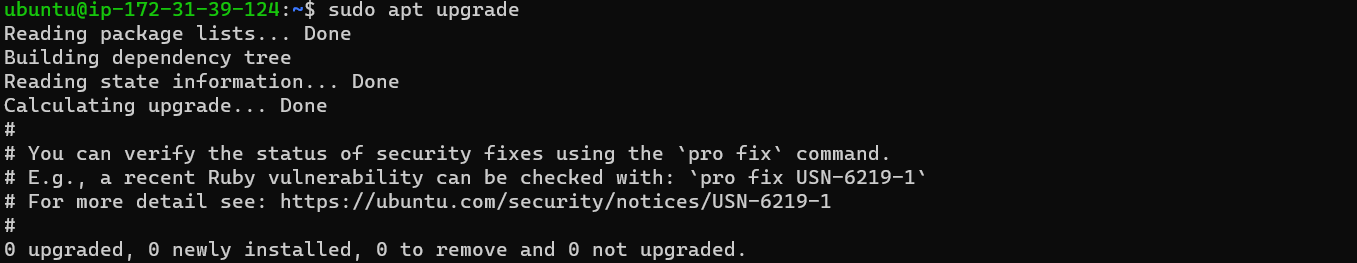 ubuntu@ip-172-31-39-124:~$ sudo apt upgrade
Reading package lists... Done
Building dependency tree
Reading state information... Done
Calculating upgrade... Done
#
# You can verify the status of security fixes using the `pro fix` command.
# E.g., a recent Ruby vulnerability can be checked with: `pro fix USN-6219-1`
# For more detail see: https://ubuntu.com/security/notices/USN-6219-1
#
0 upgraded, 0 newly installed, 0 to remove and 0 not upgraded.